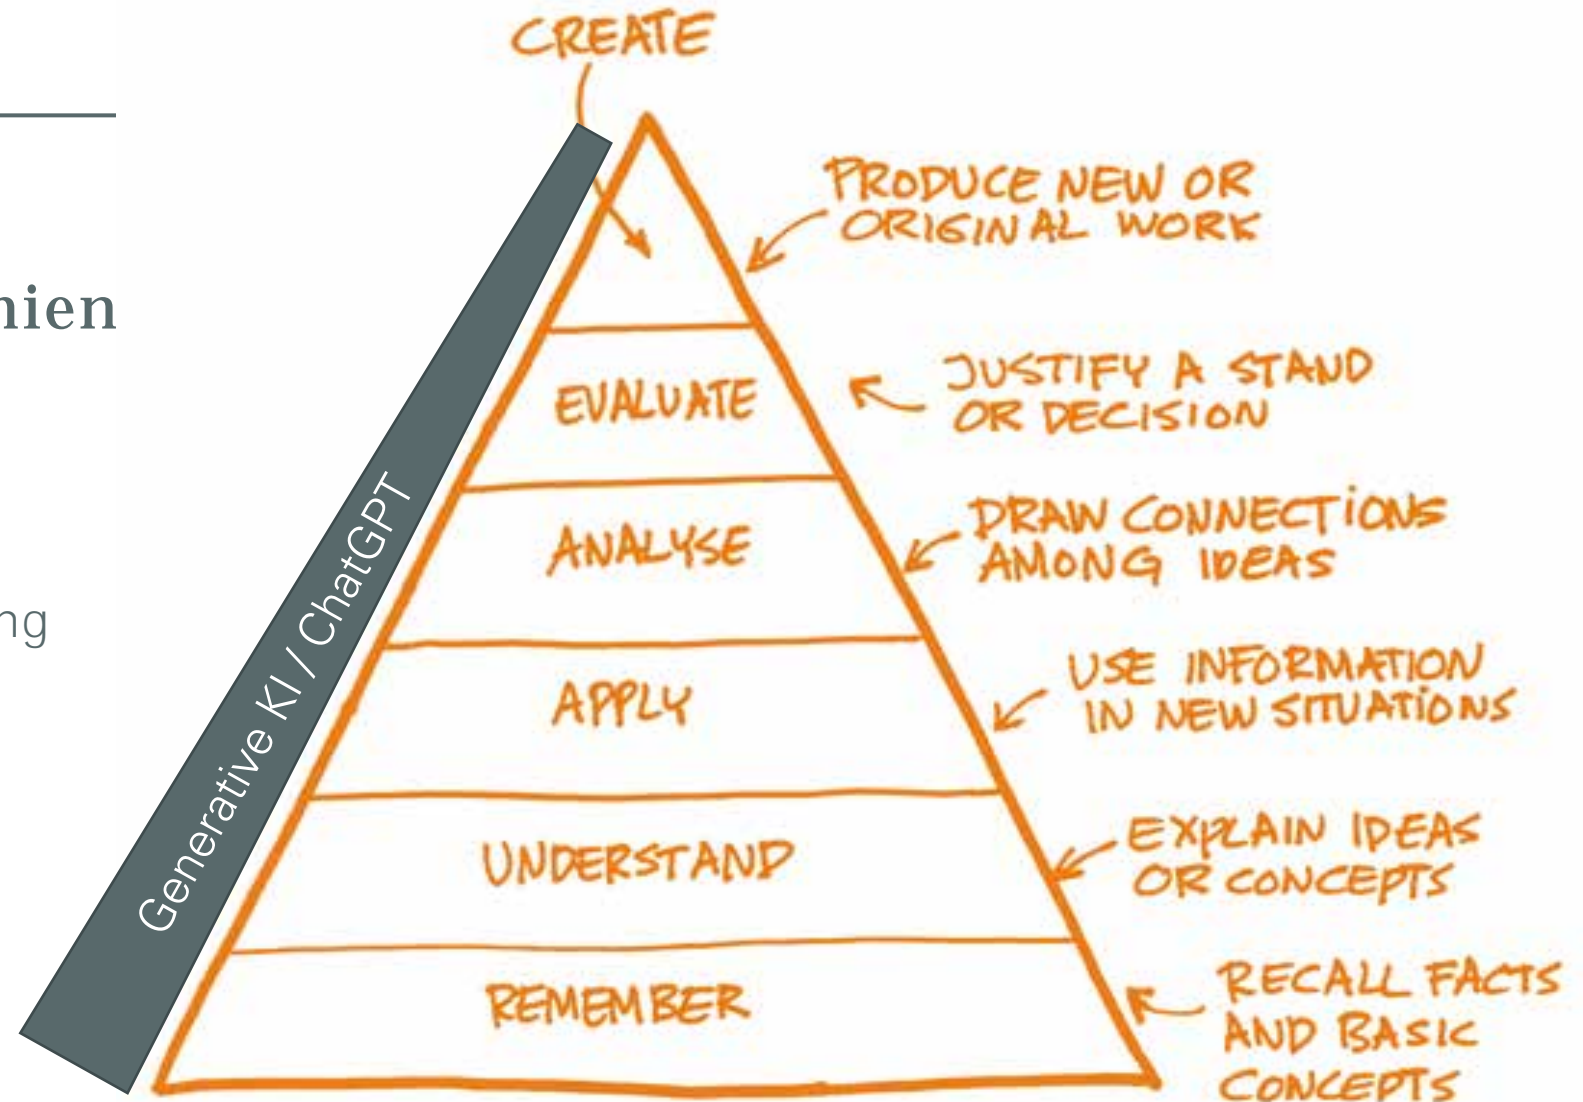 CREATE
PRODUCE NEW OR
ORIGINAL WORK
EVALUATE
JUSTIFY A STAND
OR DECISION
ANALYSE
DRAW CONNECTIONS
AMONG IDEAS
APPLY
USE INFORMATION
IN NEW SITUATIONS
UNDERSTAND
EXPLAIN IDEAS
OR CONCEPTS
REMEMBER
RECALL FACTS
AND BASIC
CONCEPTS
Generative KI / ChatGPT